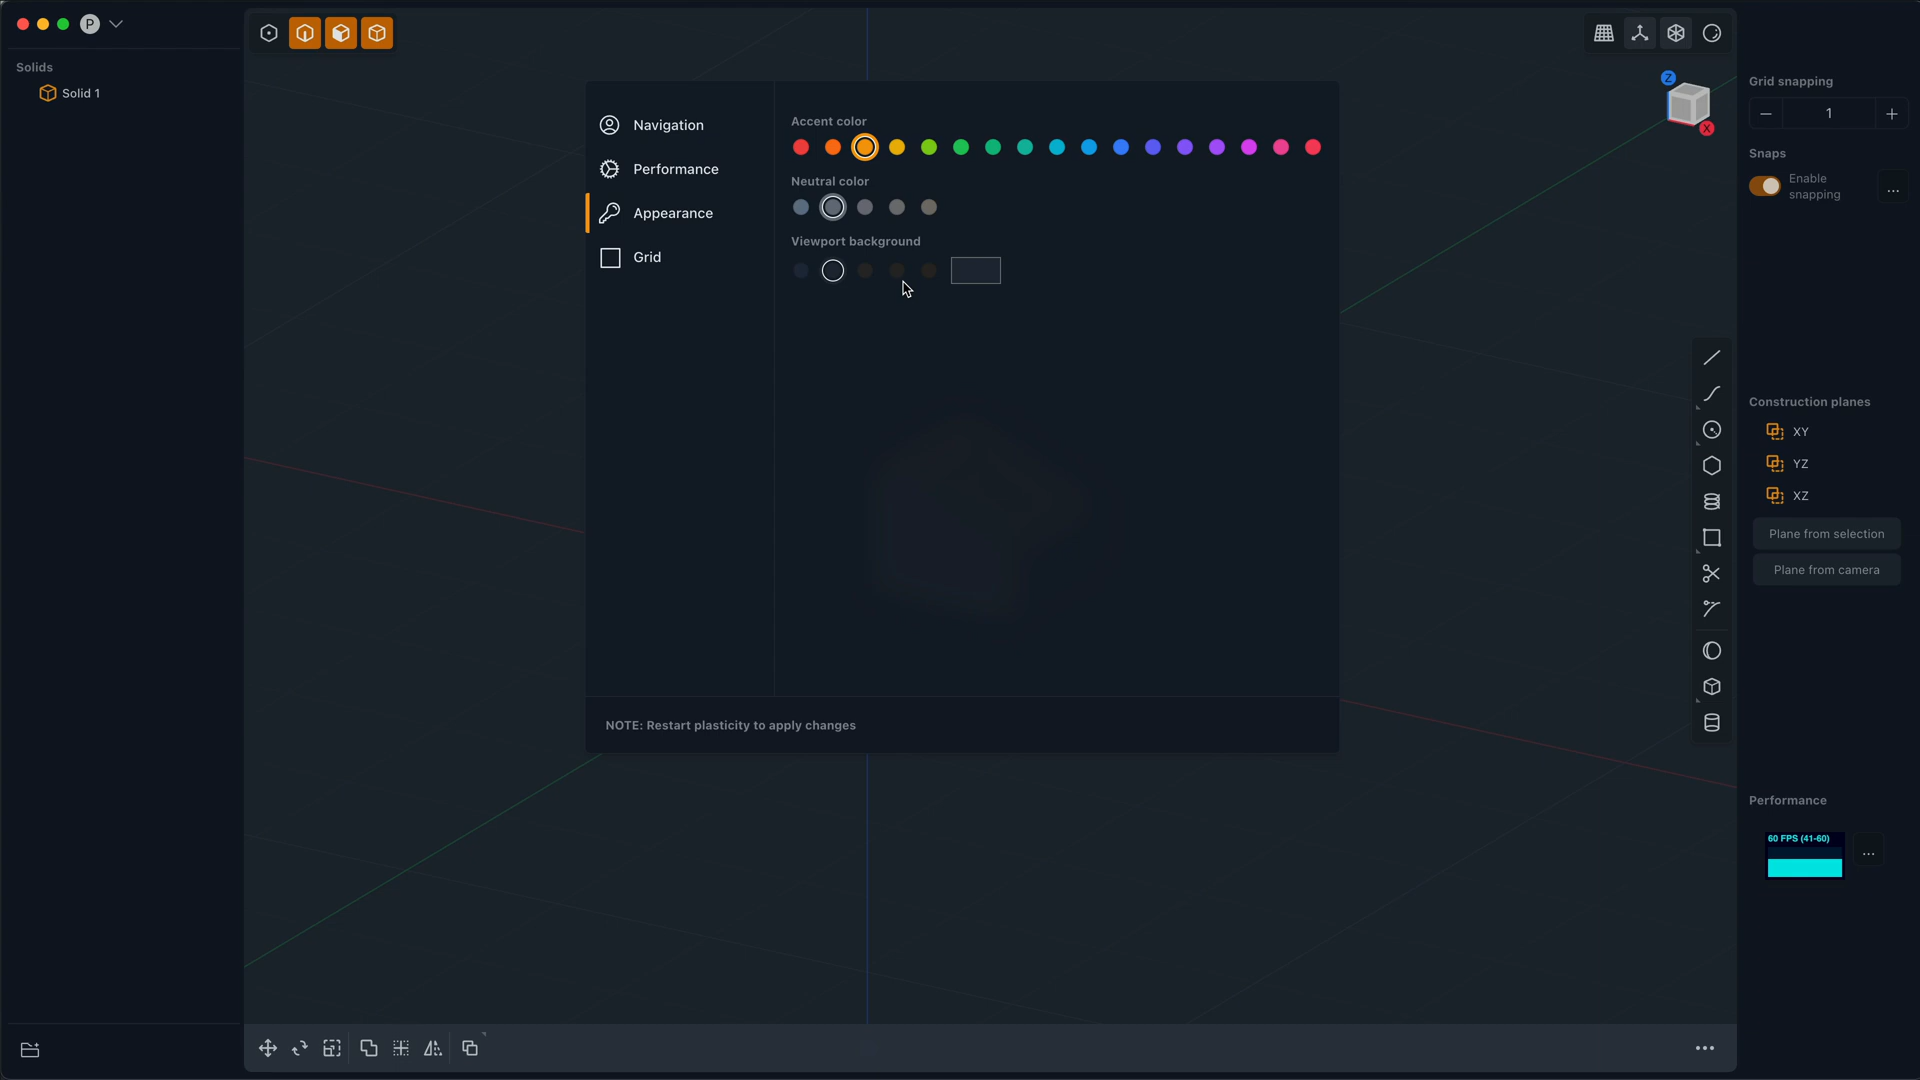 P
Solids
Solid 1
Navigation
Performance
Appearance
Grid
Accent color
Neutral color
Viewport background
NOTE: Restart plasticity to apply changes
Z
X
Grid snapping
1
Snaps
Enable
snapping
...
Construction planes
XY
YZ
XZ
Plane from selection
Plane from camera
Performance
60 FPS (41-60)
...